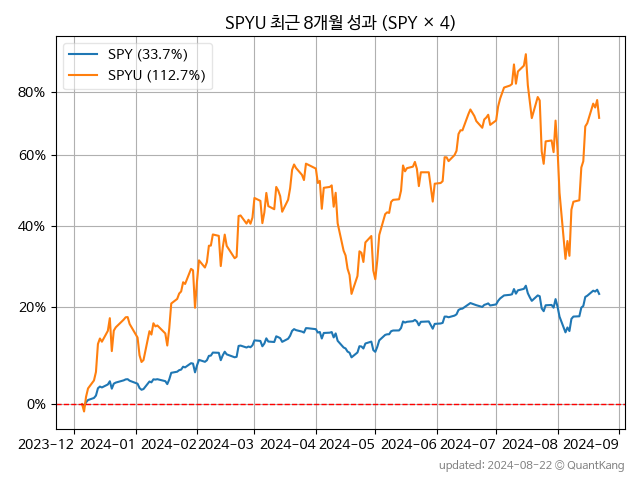 SPYU 최근 8개월 성과 (SPY × 4)
SPY (33.7%)
SPYU (112.7%)
80%
60%
40%
20%
0%
2023−12 2024−01 2024−02 2024−03 2024−04 2024−05 2024−06 2024−07 2024−08 2024−09
updated: 2024-08-22 @ QuantKang